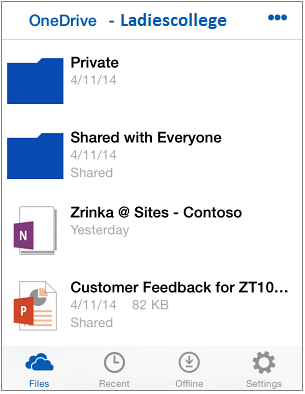 OneDrive - Ladiescollege
Private
4/11/14
Shared with Everyone
4/11/14
Shared
N
Zrinka @ Sites - Contoso
Yesterday
P
Customer Feedback for ZT10...
4/11/14 82 KB
Shared
Files Recent Offline Settings